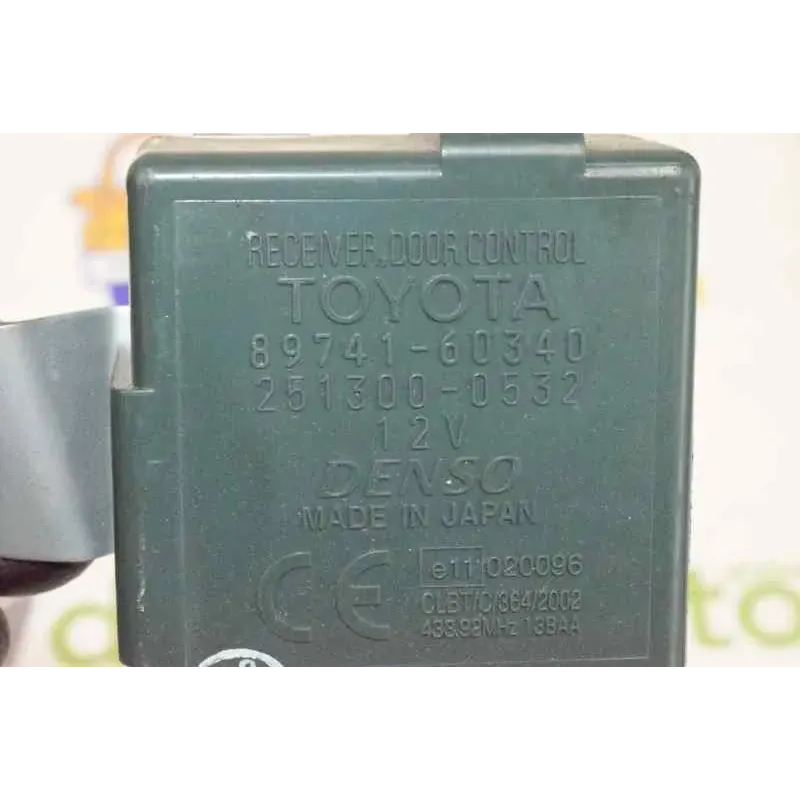 RECEIVER, DOOR CONTROL
TOYOTA
89741-60340
251300-0532
12V
DENSO
MADE IN JAPAN
CE e11 020096
CLBT/C/364/2002
433.92MHz 13BAA